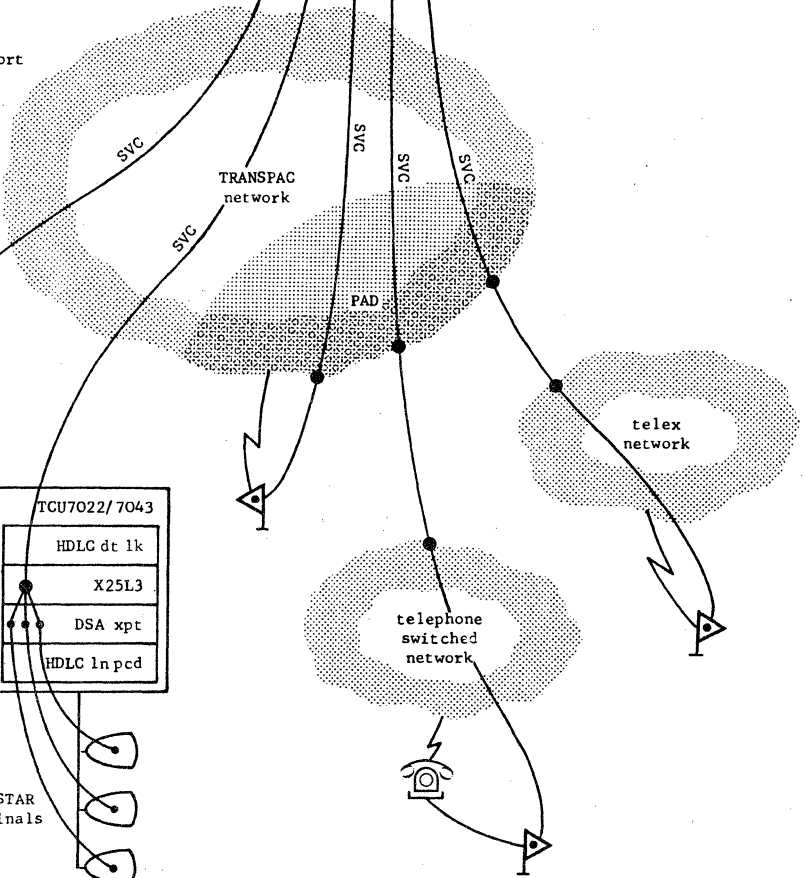 ort
SVC
SVC
SVC
SVC
SVC
TRANSPAC
network
PAD
telex
network
TCU7022/7043
HDLC dt lk
X25L3
DSA xpt
HDLC ln pcd
telephone
switched
network
STAR
inals